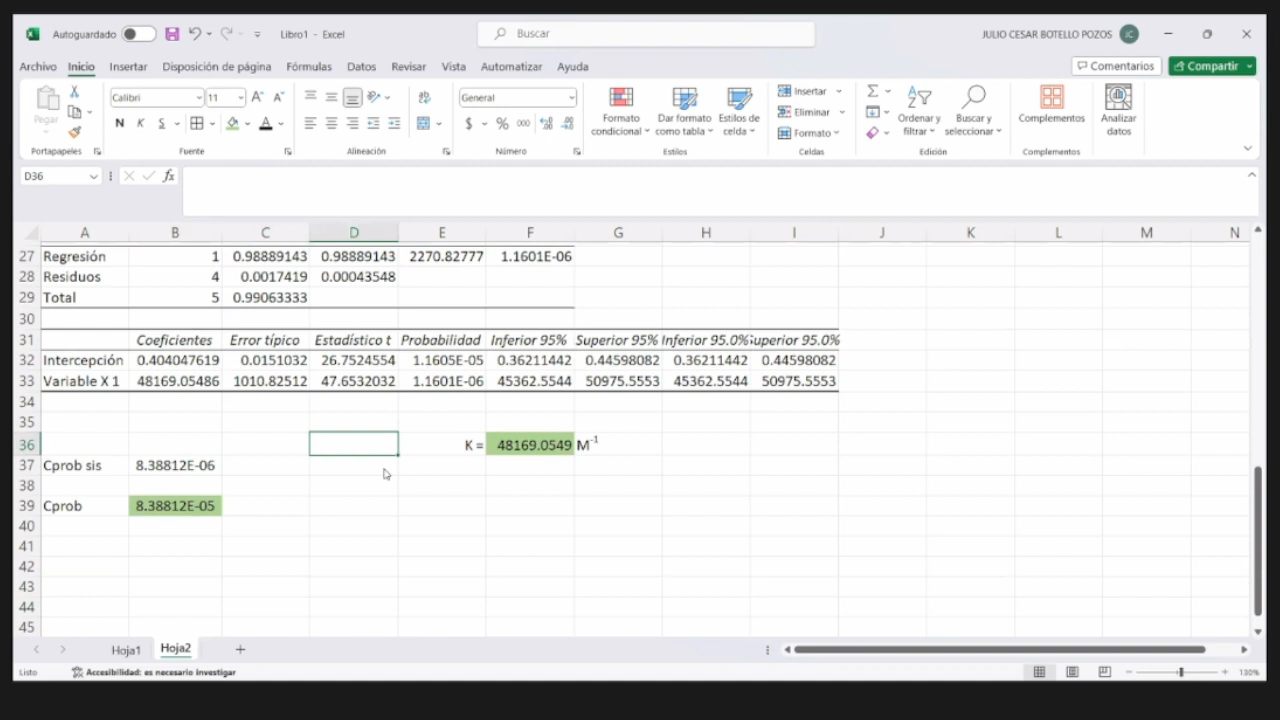 Autoguardado Libro1 - Excel Buscar JULIO CESAR BOTELLO POZOS JC
Archivo Inicio Insertar Disposición de página Fórmulas Datos Revisar Vista Automatizar Ayuda Comentarios Compartir
Pegar Calibri 11 A A General Insertar Σ
N K S A $ % 000 Eliminar
Formato condicional Dar formato como tabla Estilos de celda Formato Ordenar y filtrar Buscar y seleccionar Complementos Analizar datos
Portapapeles Fuente Alineación Número Estilos Celdas Edición Complementos
D36 fx
A B C D E F G H I J K L M N
27 Regresión 1 0.98889143 0.98889143 2270.82777 1.1601E-06
28 Residuos 4 0.0017419 0.00043548
29 Total 5 0.99063333
30
31 Coeficientes Error típico Estadístico t Probabilidad Inferior 95% Superior 95% Inferior 95.0% Superior 95.0%
32 Intercepción 0.404047619 0.0151032 26.7524554 1.1605E-05 0.36211442 0.44598082 0.36211442 0.44598082
33 Variable X 1 48169.05486 1010.82512 47.6532032 1.1601E-06 45362.5544 50975.5553 45362.5544 50975.5553
34
35
36 K = 48169.0549 M⁻¹
37 Cprob sis 8.38812E-06
38
39 Cprob 8.38812E-05
40
41
42
43
44
45
Hoja1 Hoja2 +
Listo Accesibilidad: es necesario investigar 130%